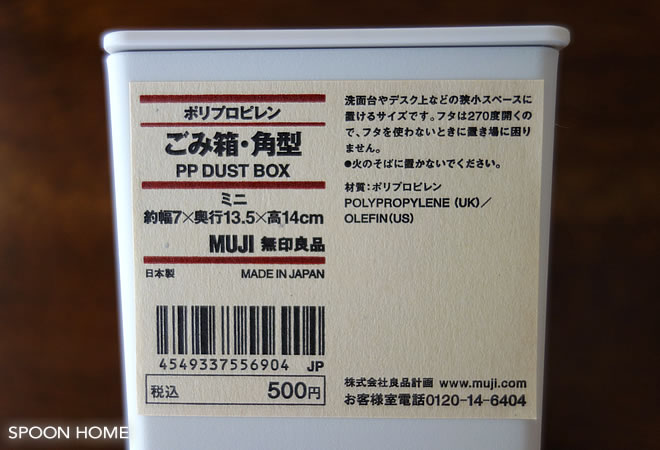 ポリプロピレン
ごみ箱・角型
PP DUST BOX
ミニ
約幅7×奥行13.5×高14cm
MUJI 無印良品
日本製 MADE IN JAPAN
4549337556904 JP
税込 500円
洗面台やデスク上などの狭小スペースに
置けるサイズです。フタは270度開くの
で、フタを使わないときに置き場に困り
ません。
●火のそばに置かないでください。
材質:ポリプロピレン
POLYPROPYLENE (UK)/
OLEFIN(US)
株式会社良品計画 www.muji.com
お客様室電話0120-14-6404
SPOON HOME